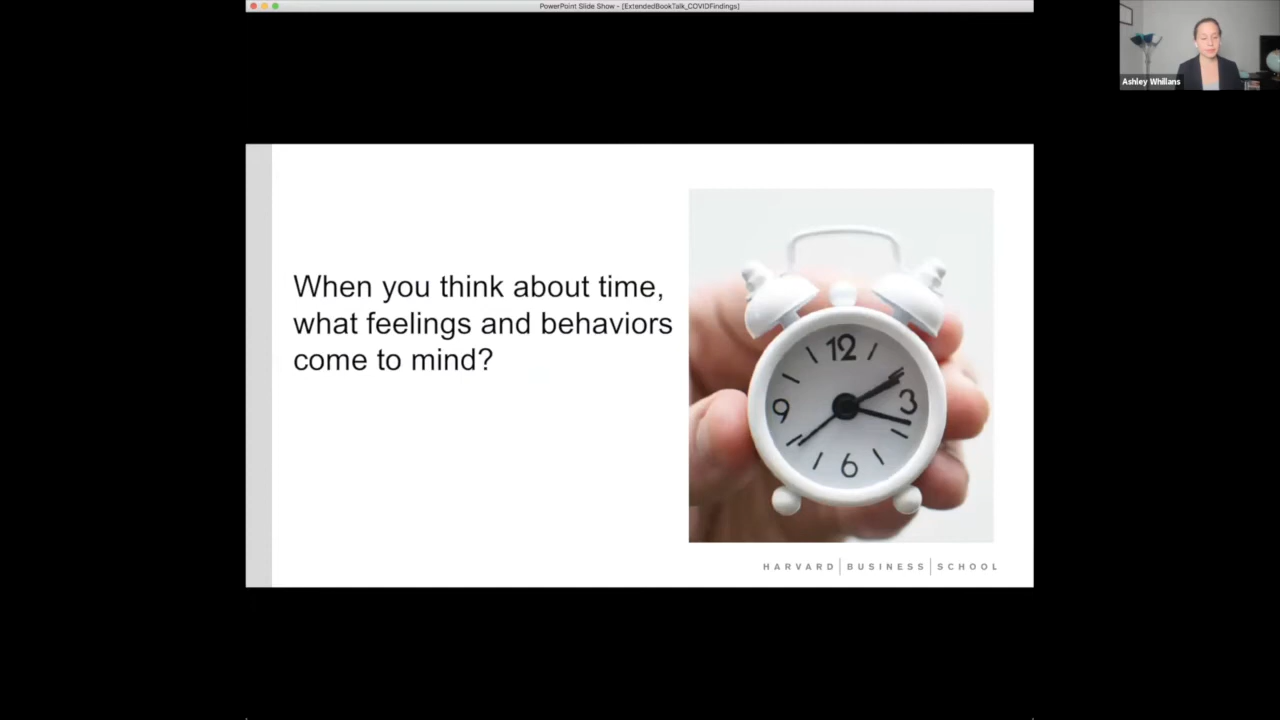 PowerPoint Slide Show - [ExtendedBookTalk_COVIDFindings]
Ashley Whillans
When you think about time,
what feelings and behaviors
come to mind?
12
9
3
6
HARVARD | BUSINESS | SCHOOL